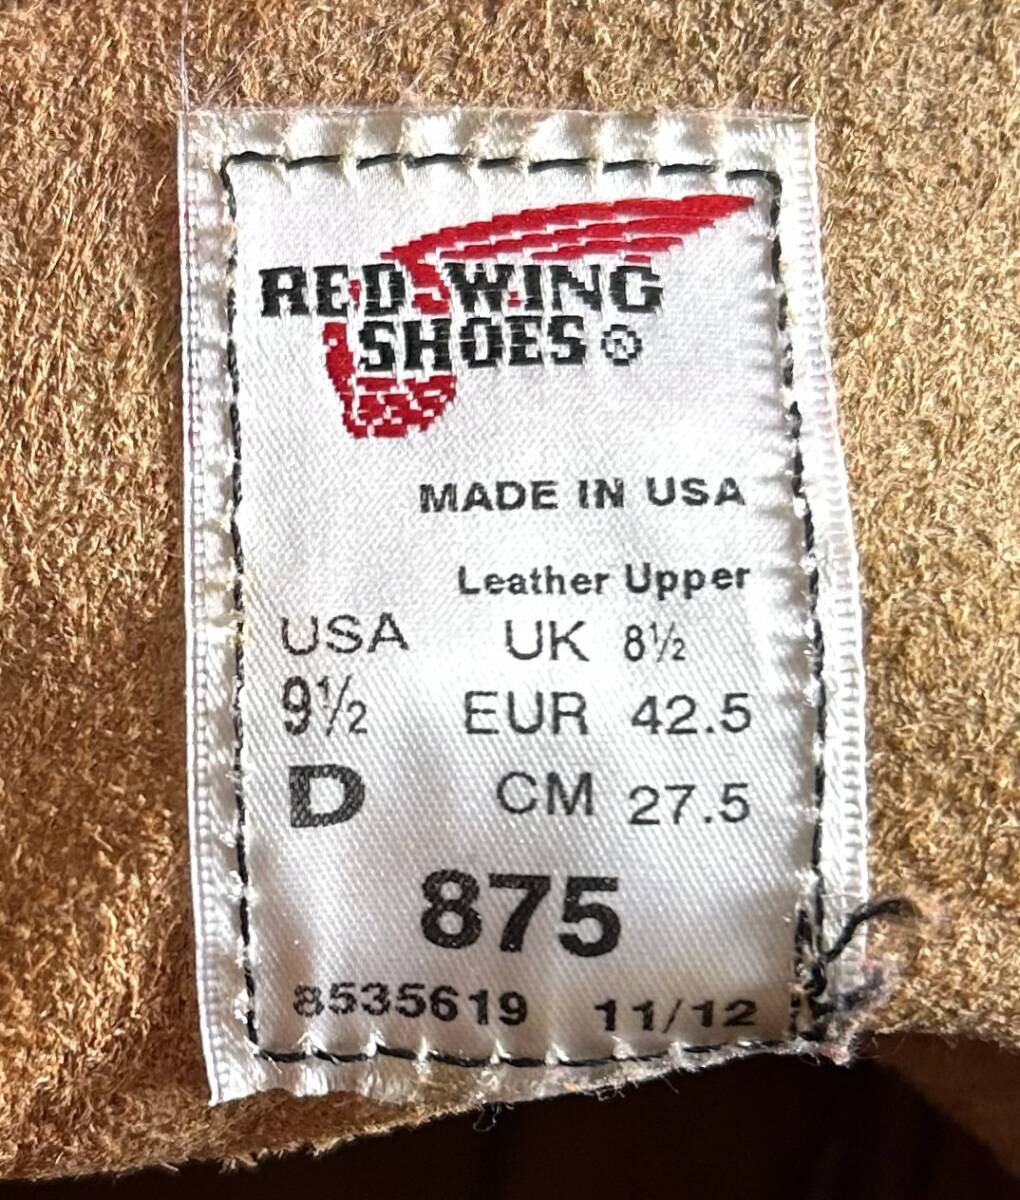 RED WING
SHOES ®
MADE IN USA
Leather Upper
USA UK 8½
9½ EUR 42.5
D CM 27.5
875
8535619 11/12